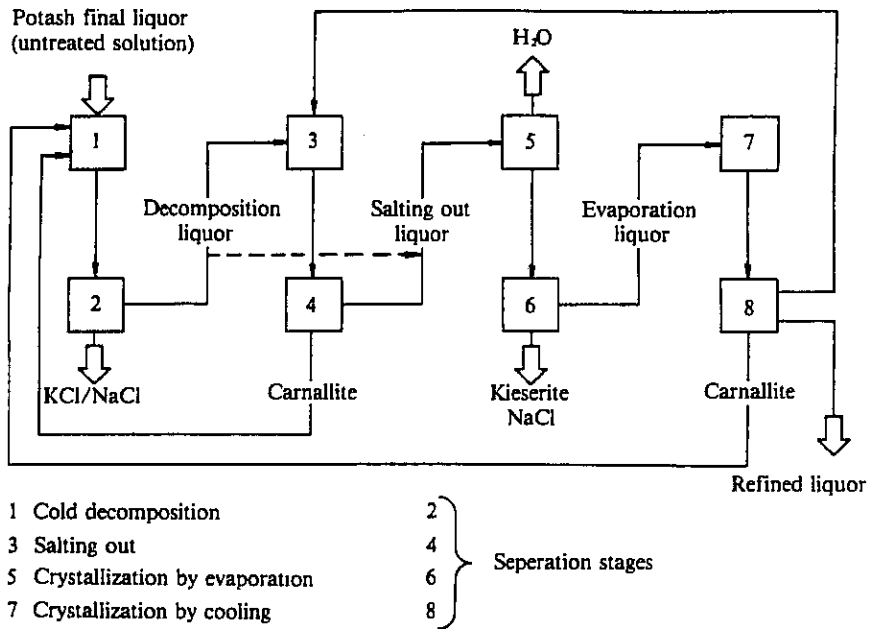 Potash final liquor
(untreated solution)
H₂O
1
3
5
7
Decomposition
liquor
Salting out
liquor
Evaporation
liquor
2
4
6
8
KCl/NaCl
Carnallite
Kieserite
NaCl
Carnallite
Refined liquor
1 Cold decomposition 2
3 Salting out 4
5 Crystallization by evaporation 6
7 Crystallization by cooling 8
Seperation stages